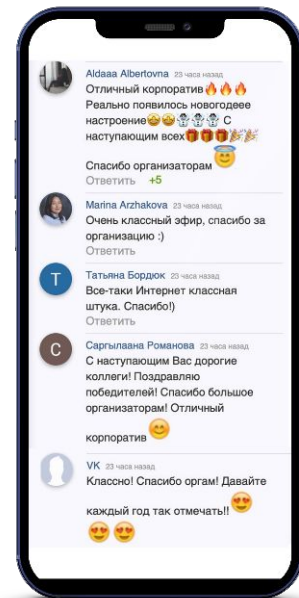 Aldaaa Albertovna 23 часа назад
Отличный корпоратив🔥🔥🔥
Реально появилось новогодеее
настроение🤩🤩☃️☃️☃️ С
наступающим всех🎁🎁🎁🎉🎉
Спасибо организаторам😇
Ответить +5
Marina Arzhakova 23 часа назад
Очень классный эфир, спасибо за
организацию :)
Ответить
Т
Татьяна Бордюк 23 часа назад
Все-таки Интернет классная
штука. Спасибо!)
Ответить
С
Саргылаана Романова 23 часа назад
С наступающим Вас дорогие
коллеги! Поздравляю
победителей! Спасибо большое
организаторам! Отличный
корпоратив😊
VK 23 часа назад
Классно! Спасибо оргам! Давайте
каждый год так отмечать!!😍
😍😍